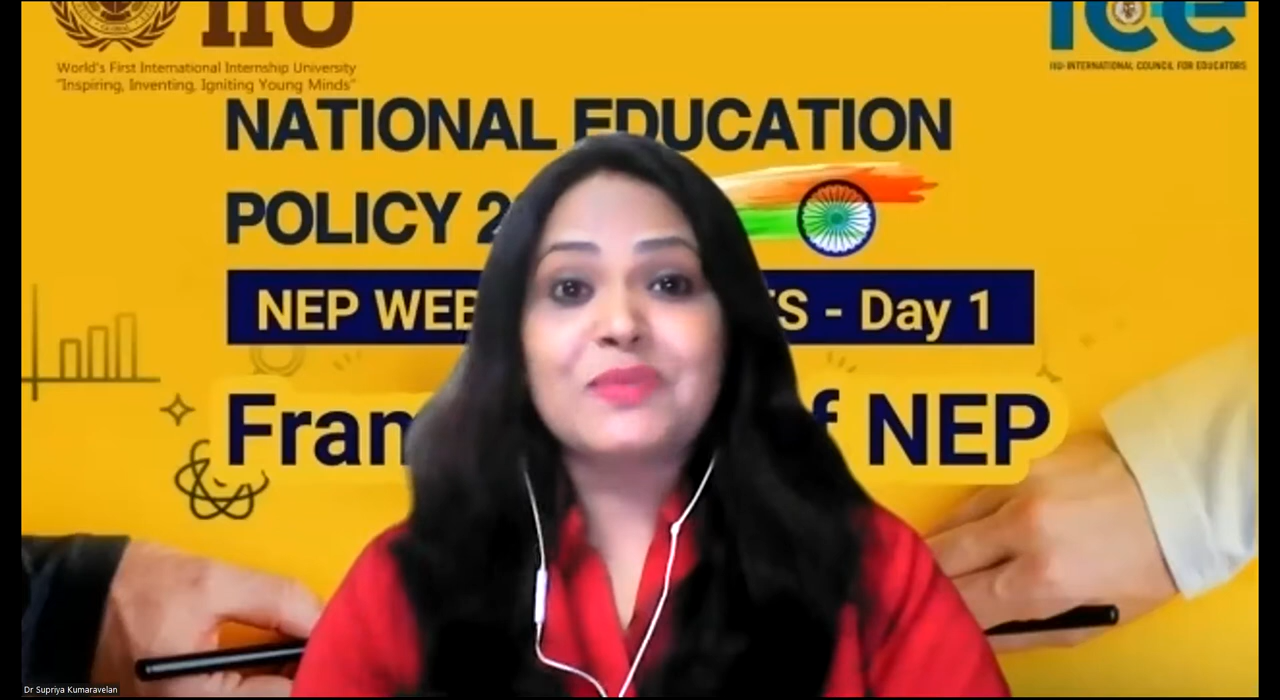 IIU
World's First International Internship University
"Inspiring, Inventing, Igniting Young Minds"
ICE
IIU-INTERNATIONAL COUNCIL FOR EDUCATORS
NATIONAL EDUCATION
POLICY 2
NEP WEB S - Day 1
Fram f NEP
Dr Supriya Kumaravelan